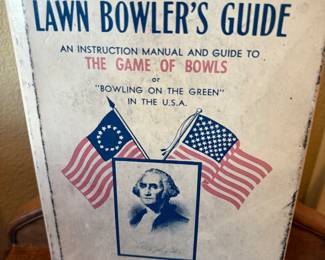 LAWN BOWLER'S GUIDE
AN INSTRUCTION MANUAL AND GUIDE TO
THE GAME OF BOWLS
or
"BOWLING ON THE GREEN"
IN THE U.S.A.